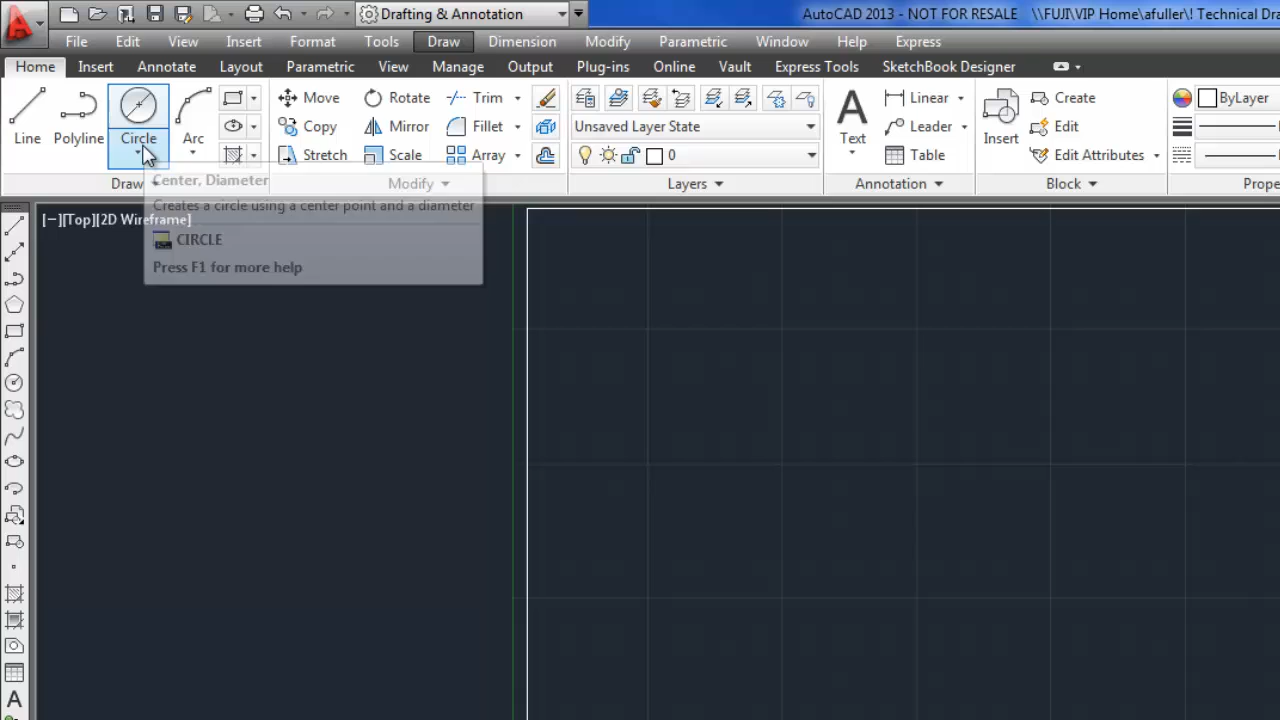 Drafting & Annotation
AutoCAD 2013 - NOT FOR RESALE \\FUJI\VIP Home\afuller\! Technical Dra
File Edit View Insert Format Tools Draw Dimension Modify Parametric Window Help Express
Home Insert Annotate Layout Parametric View Manage Output Plug-ins Online Vault Express Tools SketchBook Designer
Line Polyline Circle Arc
Move Rotate Trim
Copy Mirror Fillet
Stretch Scale Array
Unsaved Layer State
0
Text
Linear
Leader
Table
Insert
Create
Edit
Edit Attributes
ByLayer
Draw Modify Layers Annotation Block Prope
Center, Diameter
Creates a circle using a center point and a diameter
CIRCLE
Press F1 for more help
[−][Top][2D Wireframe]
A